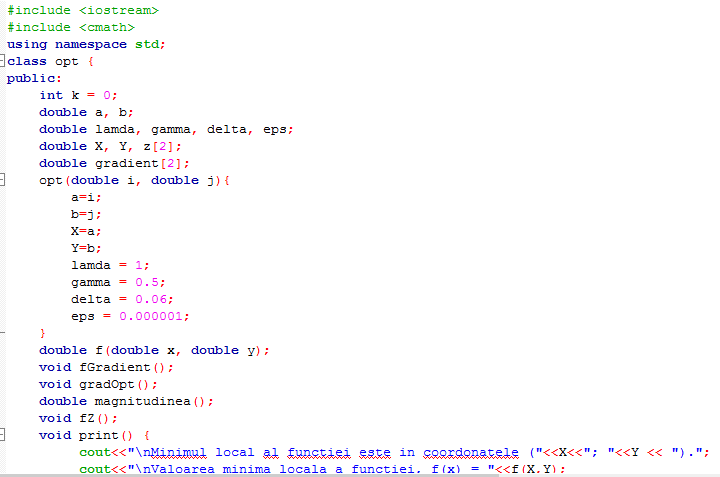 #include <iostream>
#include <cmath>
using namespace std;
class opt {
public:
    int k = 0;
    double a, b;
    double lamda, gamma, delta, eps;
    double X, Y, z[2];
    double gradient[2];
    opt(double i, double j){
        a=i;
        b=j;
        X=a;
        Y=b;
        lamda = 1;
        gamma = 0.5;
        delta = 0.06;
        eps = 0.000001;
    }
    double f(double x, double y);
    void fGradient();
    void gradOpt();
    double magnitudinea();
    void fZ();
    void print() {
         cout<<"\nMinimul local al functiei este in coordonatele ("<<X<<"; "<<Y << ").";
         cout<<"\nValoarea minima locala a functiei, f(x) = "<<f(X,Y);